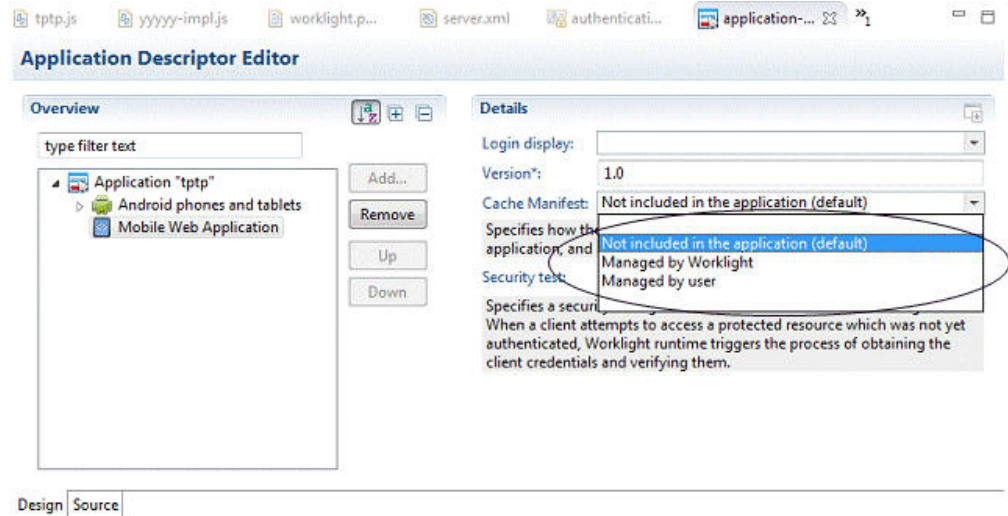 tptp.js yyyyy-impl.js worklight.p... server.xml authenticati... application-... »1
Application Descriptor Editor
Overview
type filter text
Application "tptp"
Android phones and tablets
Mobile Web Application
Add...
Remove
Up
Down
Details
Login display:
Version*: 1.0
Cache Manifest: Not included in the application (default)
Specifies how the
application, and
Not included in the application (default)
Managed by Worklight
Managed by user
Security test:
Specifies a securi
When a client attempts to access a protected resource which was not yet
authenticated, Worklight runtime triggers the process of obtaining the
client credentials and verifying them.
Design Source